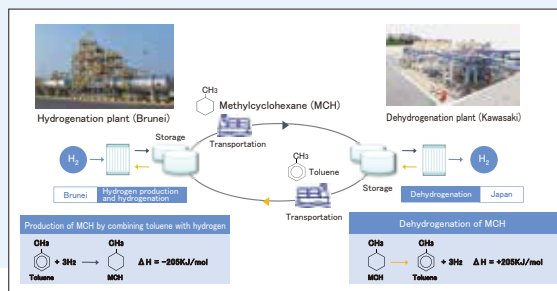 CH₃
Methylcyclohexane (MCH)
Hydrogenation plant (Brunei)
Dehydrogenation plant (Kawasaki)
Storage
Transportation
H₂
CH₃
Toluene
Storage
H₂
Transportation
Brunei
Hydrogen production
and hydrogenation
Dehydrogenation
Japan
Production of MCH by combining toluene with hydrogen
CH₃
+ 3Hz
Toluene
CH₃
MCH
ΔH = -205KJ/mol
Dehydrogenation of MCH
CH₃
MCH
CH₃
Toluene
+ 3Hz
ΔH = +205KJ/mol